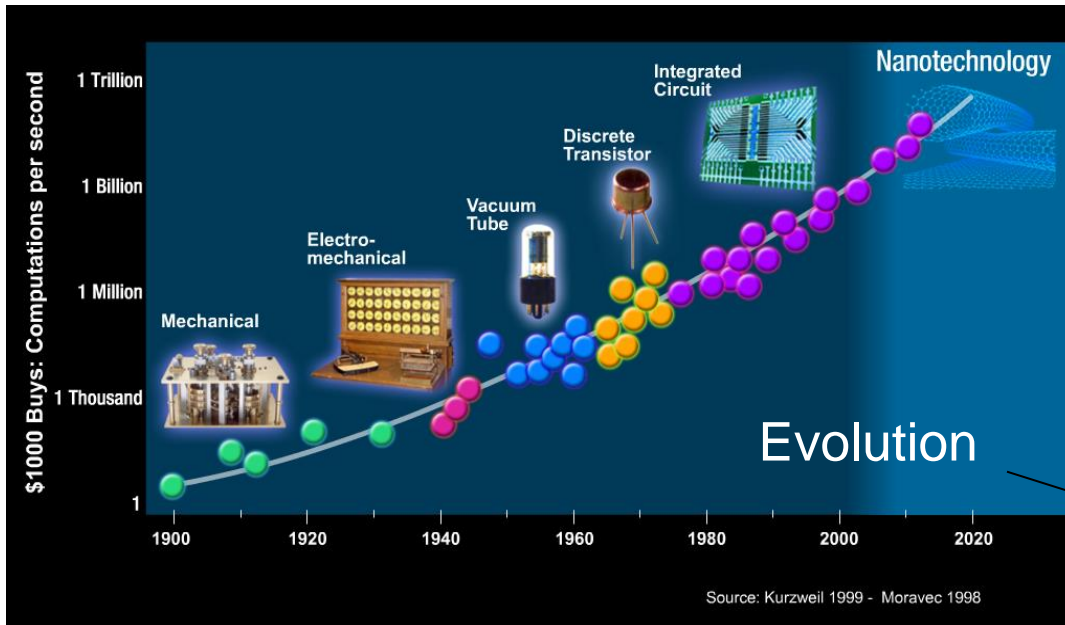 $1000 Buys: Computations per second
1 Trillion
1 Billion
1 Million
1 Thousand
1
Mechanical
Electro-
mechanical
Vacuum
Tube
Discrete
Transistor
Integrated
Circuit
Nanotechnology
Evolution
1900
1920
1940
1960
1980
2000
2020
Source: Kurzweil 1999 - Moravec 1998